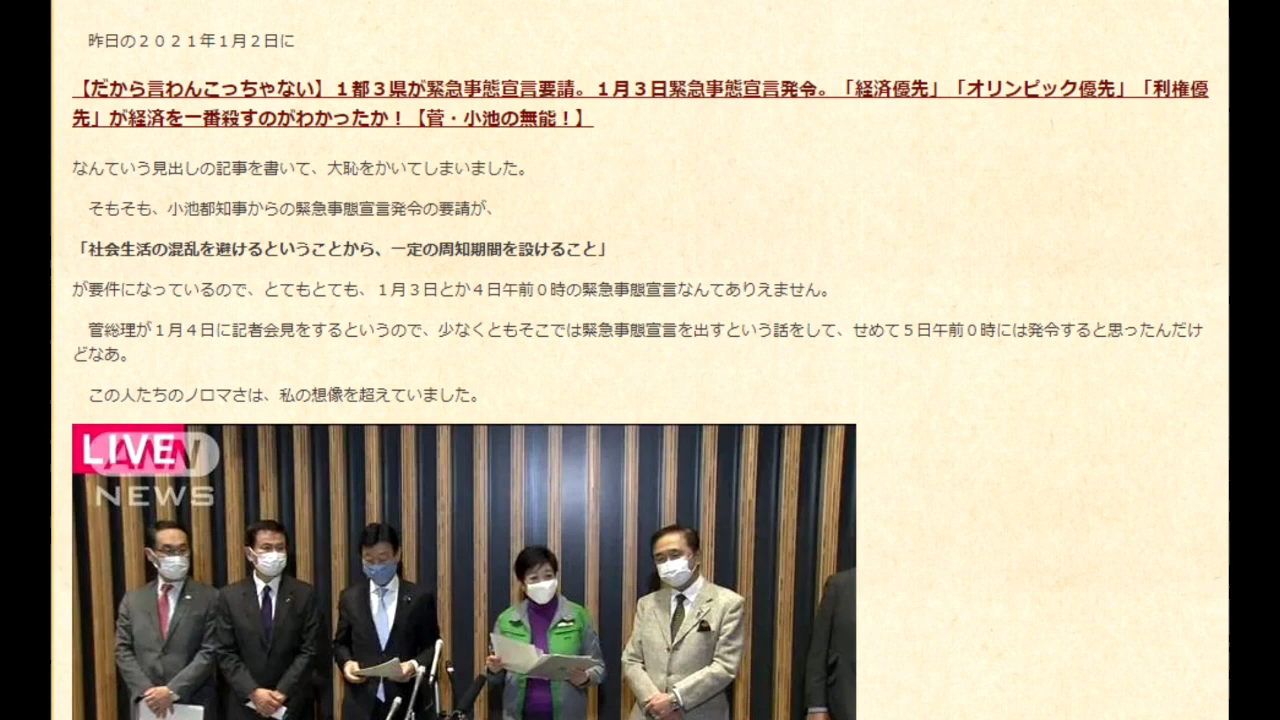 昨日の２０２１年１月２日に
【だから言わんこっちゃない】１都３県が緊急事態宣言要請。１月３日緊急事態宣言発令。「経済優先」「オリンピック優先」「利権優
先」が経済を一番殺すのがわかったか！【菅・小池の無能！】
なんていう見出しの記事を書いて、大恥をかいてしまいました。
そもそも、小池都知事からの緊急事態宣言発令の要請が、
「社会生活の混乱を避けるということから、一定の周知期間を設けること」
が要件になっているので、とてもとても、１月３日とか４日午前０時の緊急事態宣言なんてありえません。
菅総理が１月４日に記者会見をするというので、少なくともそこでは緊急事態宣言を出すという話をして、せめて５日午前０時には発令すると思ったんだけ
どなあ。
この人たちのノロマさは、私の想像を超えていました。
LIVE ANN
NEWS